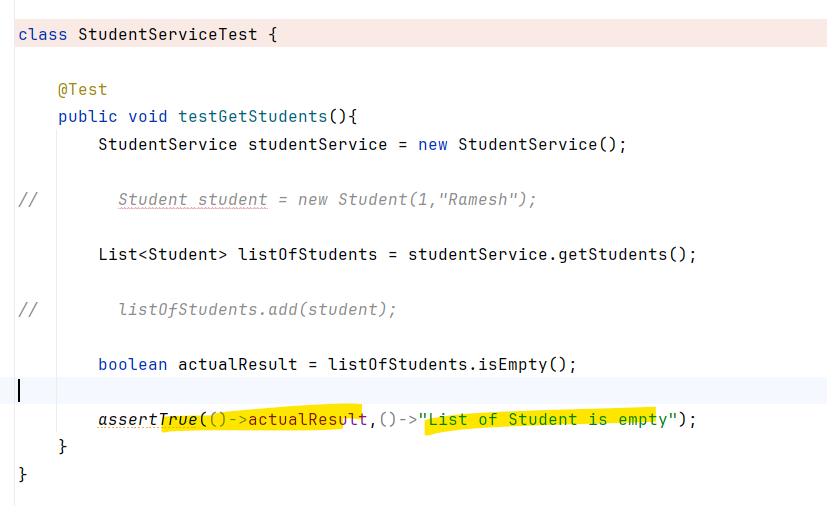 class StudentServiceTest {
@Test
public void testGetStudents(){
StudentService studentService = new StudentService();
// Student student = new Student(1,"Ramesh");
List<Student> listOfStudents = studentService.getStudents();
// listOfStudents.add(student);
boolean actualResult = listOfStudents.isEmpty();
assertTrue(()->actualResult,()->"List of Student is empty");
}
}